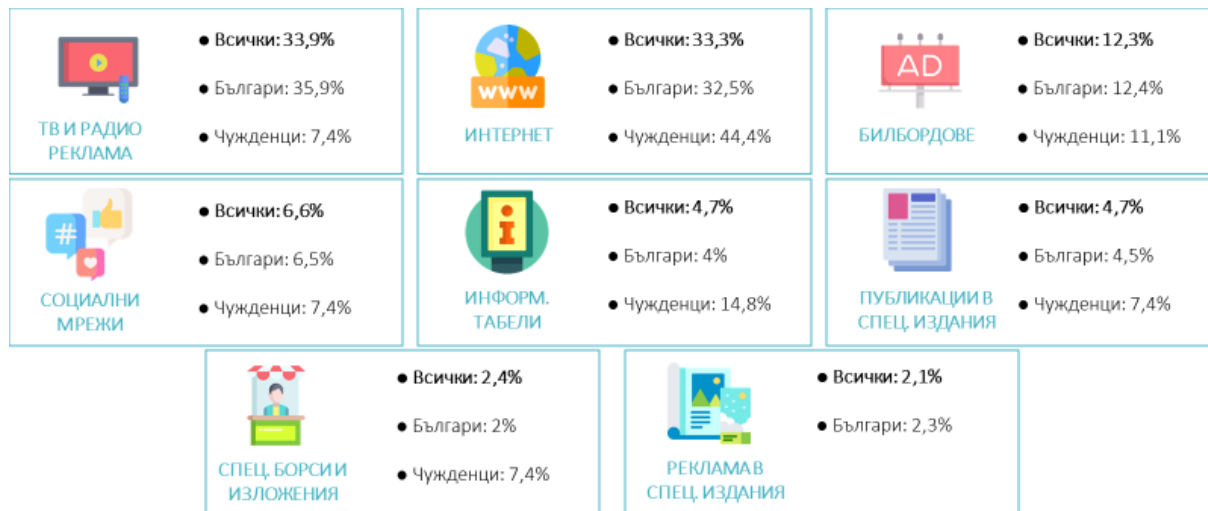 ● Всички: 33,9%
● Българи: 35,9%
● Чужденци: 7,4%
ТВ И РАДИО
РЕКЛАМА
● Всички: 33,3%
● Българи: 32,5%
● Чужденци: 44,4%
www
ИНТЕРНЕТ
● Всички: 12,3%
● Българи: 12,4%
● Чужденци: 11,1%
AD
БИЛБОРДОВЕ
● Всички: 6,6%
● Българи: 6,5%
● Чужденци: 7,4%
#
СОЦИАЛНИ
МРЕЖИ
● Всички: 4,7%
● Българи: 4%
● Чужденци: 14,8%
i
ИНФОРМ.
ТАБЕЛИ
● Всички: 4,7%
● Българи: 4,5%
● Чужденци: 7,4%
ПУБЛИКАЦИИ В
СПЕЦ. ИЗДАНИЯ
● Всички: 2,4%
● Българи: 2%
● Чужденци: 7,4%
СПЕЦ. БОРСИ И
ИЗЛОЖЕНИЯ
● Всички: 2,1%
● Българи: 2,3%
РЕКЛАМА В
СПЕЦ. ИЗДАНИЯ